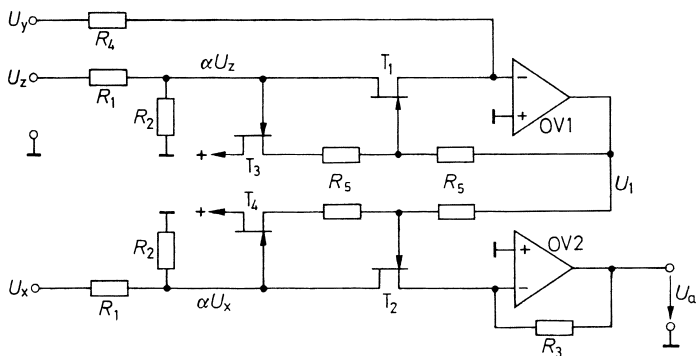 Uy
R4
Uz
R1
αUz
T1
−
+
OV1
R2
+
T3
R5
R5
U1
+
T4
R2
+
−
OV2
Ux
R1
αUx
T2
R3
Ua